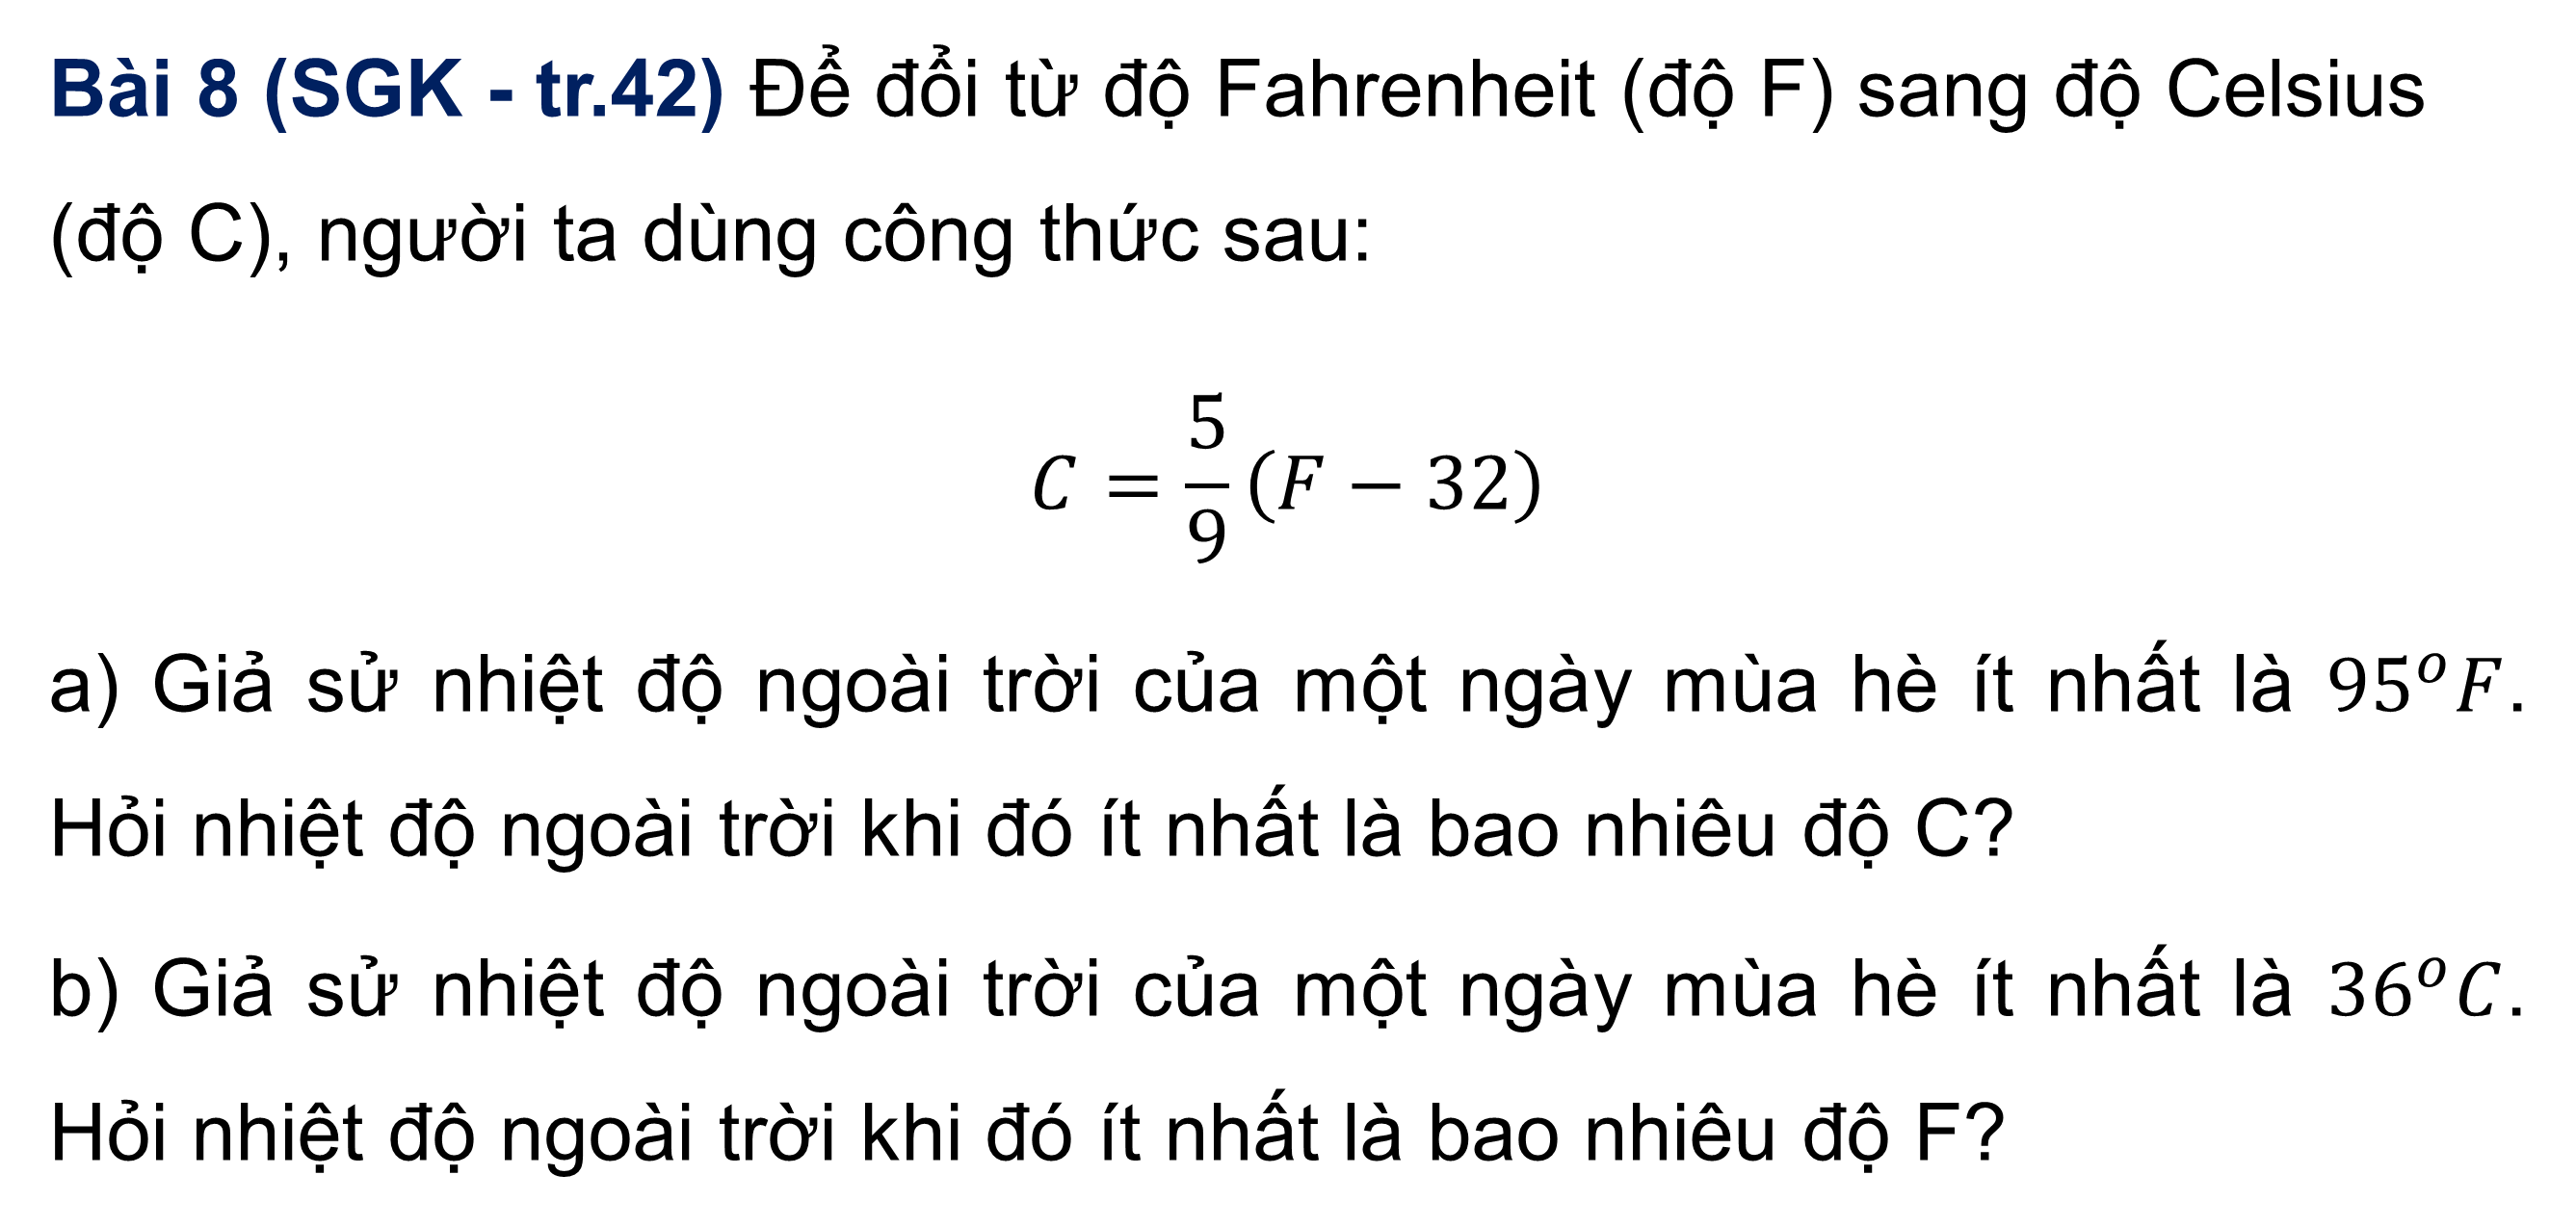 Bài 8 (SGK - tr.42) Để đổi từ độ Fahrenheit (độ F) sang độ Celsius
(độ C), người ta dùng công thức sau:
C = 5/9 (F − 32)
a) Giả sử nhiệt độ ngoài trời của một ngày mùa hè ít nhất là 95ᵒF.
Hỏi nhiệt độ ngoài trời khi đó ít nhất là bao nhiêu độ C?
b) Giả sử nhiệt độ ngoài trời của một ngày mùa hè ít nhất là 36ᵒC.
Hỏi nhiệt độ ngoài trời khi đó ít nhất là bao nhiêu độ F?